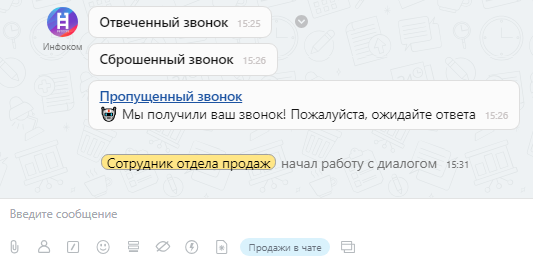 Отвеченный звонок 15:25
Инфоком
Сброшенный звонок 15:26
Пропущенный звонок
Мы получили ваш звонок! Пожалуйста, ожидайте ответа 15:26
Сотрудник отдела продаж начал работу с диалогом 15:31
Введите сообщение
Продажи в чате